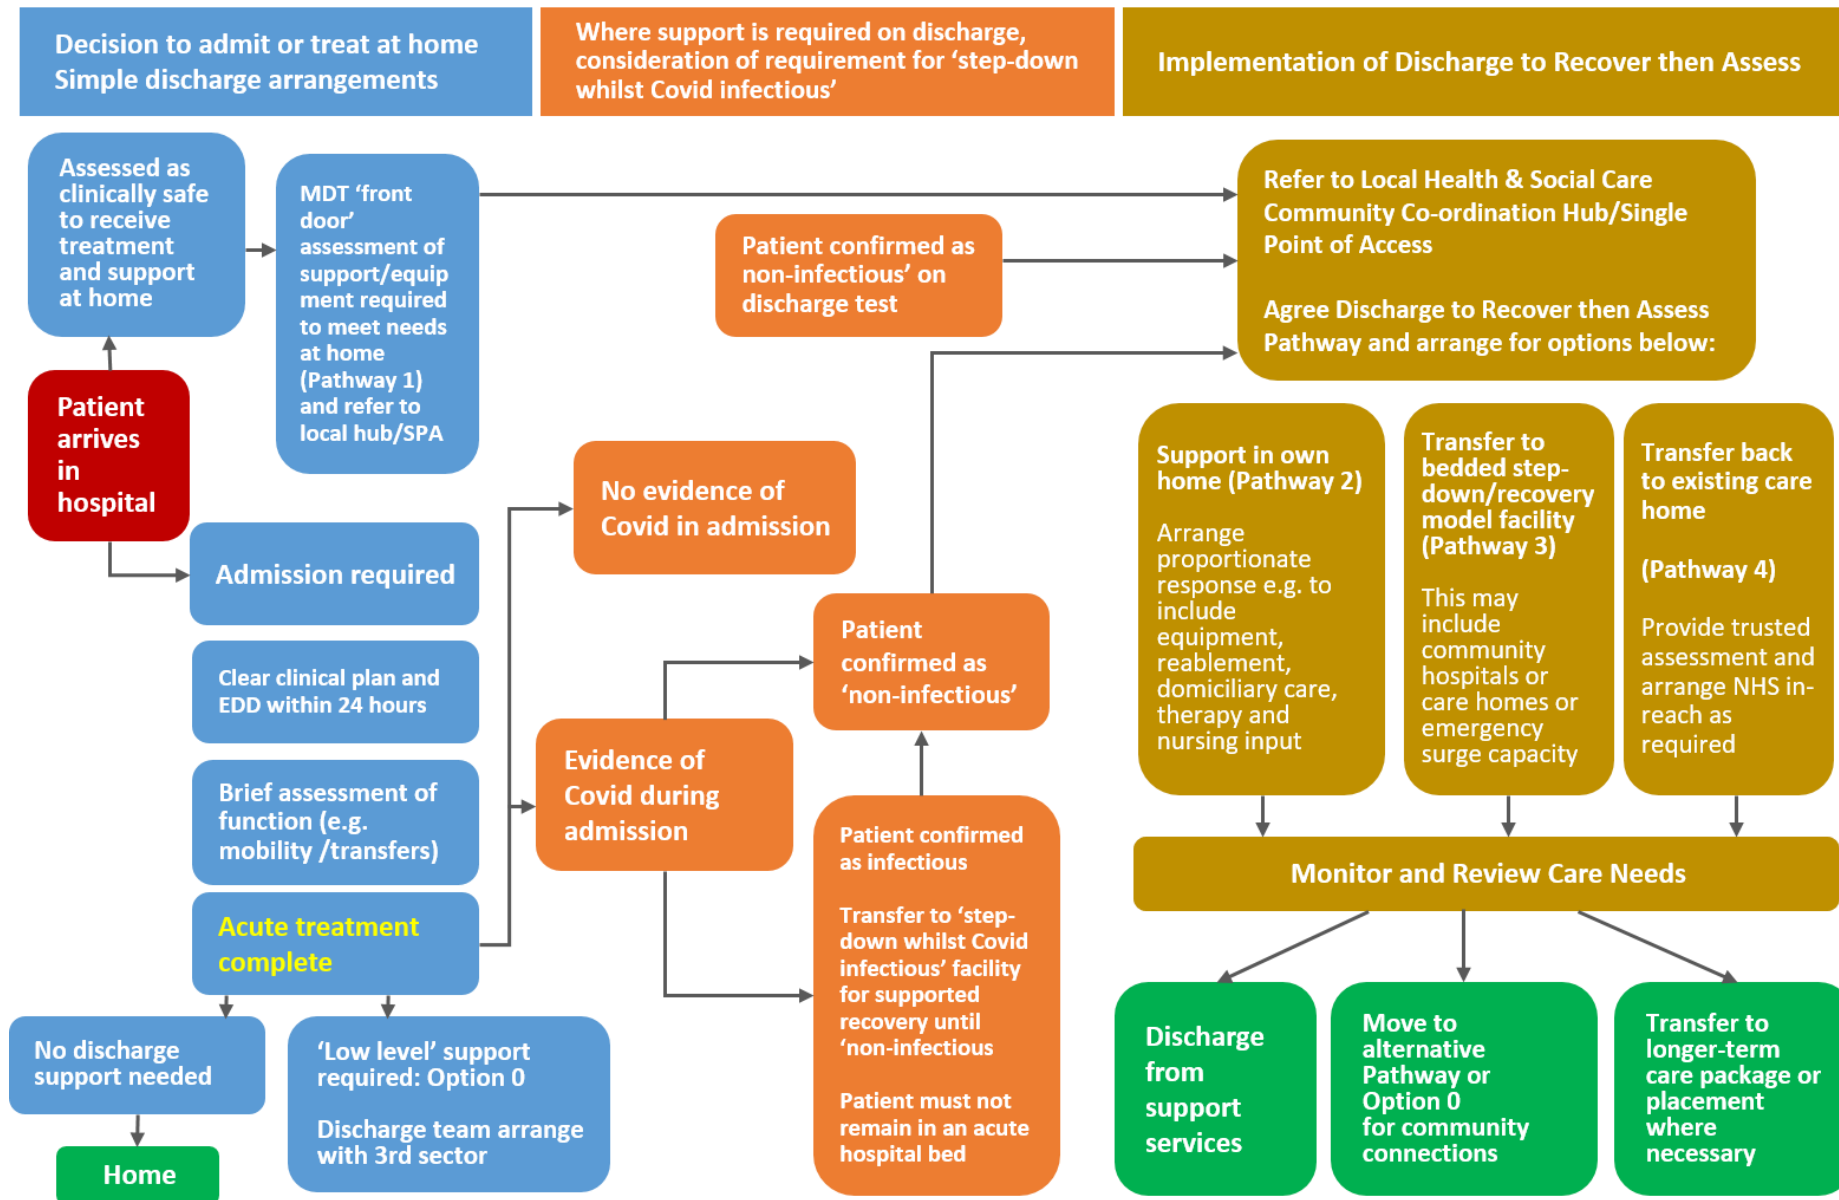 Decision to admit or treat at home
Simple discharge arrangements
Where support is required on discharge,
consideration of requirement for ‘step-down
whilst Covid infectious’
Implementation of Discharge to Recover then Assess
Assessed as
clinically safe
to receive
treatment
and support
at home
MDT ‘front
door’
assessment of
support/equip
ment required
to meet needs
at home
(Pathway 1)
and refer to
local hub/SPA
Patient
arrives
in
hospital
Admission required
Clear clinical plan and
EDD within 24 hours
Brief assessment of
function (e.g.
mobility /transfers)
Acute treatment
complete
No discharge
support needed
Home
‘Low level’ support
required: Option 0
Discharge team arrange
with 3rd sector
Patient confirmed as
non-infectious’ on
discharge test
No evidence of
Covid in admission
Evidence of
Covid during
admission
Patient
confirmed as
‘non-infectious’
Patient confirmed
as infectious
Transfer to ‘step-
down whilst Covid
infectious’ facility
for supported
recovery until
‘non-infectious
Patient must not
remain in an acute
hospital bed
Refer to Local Health & Social Care
Community Co-ordination Hub/Single
Point of Access
Agree Discharge to Recover then Assess
Pathway and arrange for options below:
Support in own
home (Pathway 2)
Arrange
proportionate
response e.g. to
include
equipment,
reablement,
domiciliary care,
therapy and
nursing input
Transfer to
bedded step-
down/recovery
model facility
(Pathway 3)
This may
include
community
hospitals or
care homes or
emergency
surge capacity
Transfer back
to existing care
home
(Pathway 4)
Provide trusted
assessment and
arrange NHS in-
reach as
required
Monitor and Review Care Needs
Discharge
from
support
services
Move to
alternative
Pathway or
Option 0
for community
connections
Transfer to
longer-term
care package or
placement
where
necessary